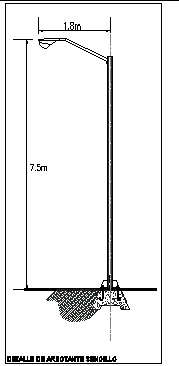 1.8m
7.5m
DETALLE DE ARBOTANTE SENCILLO